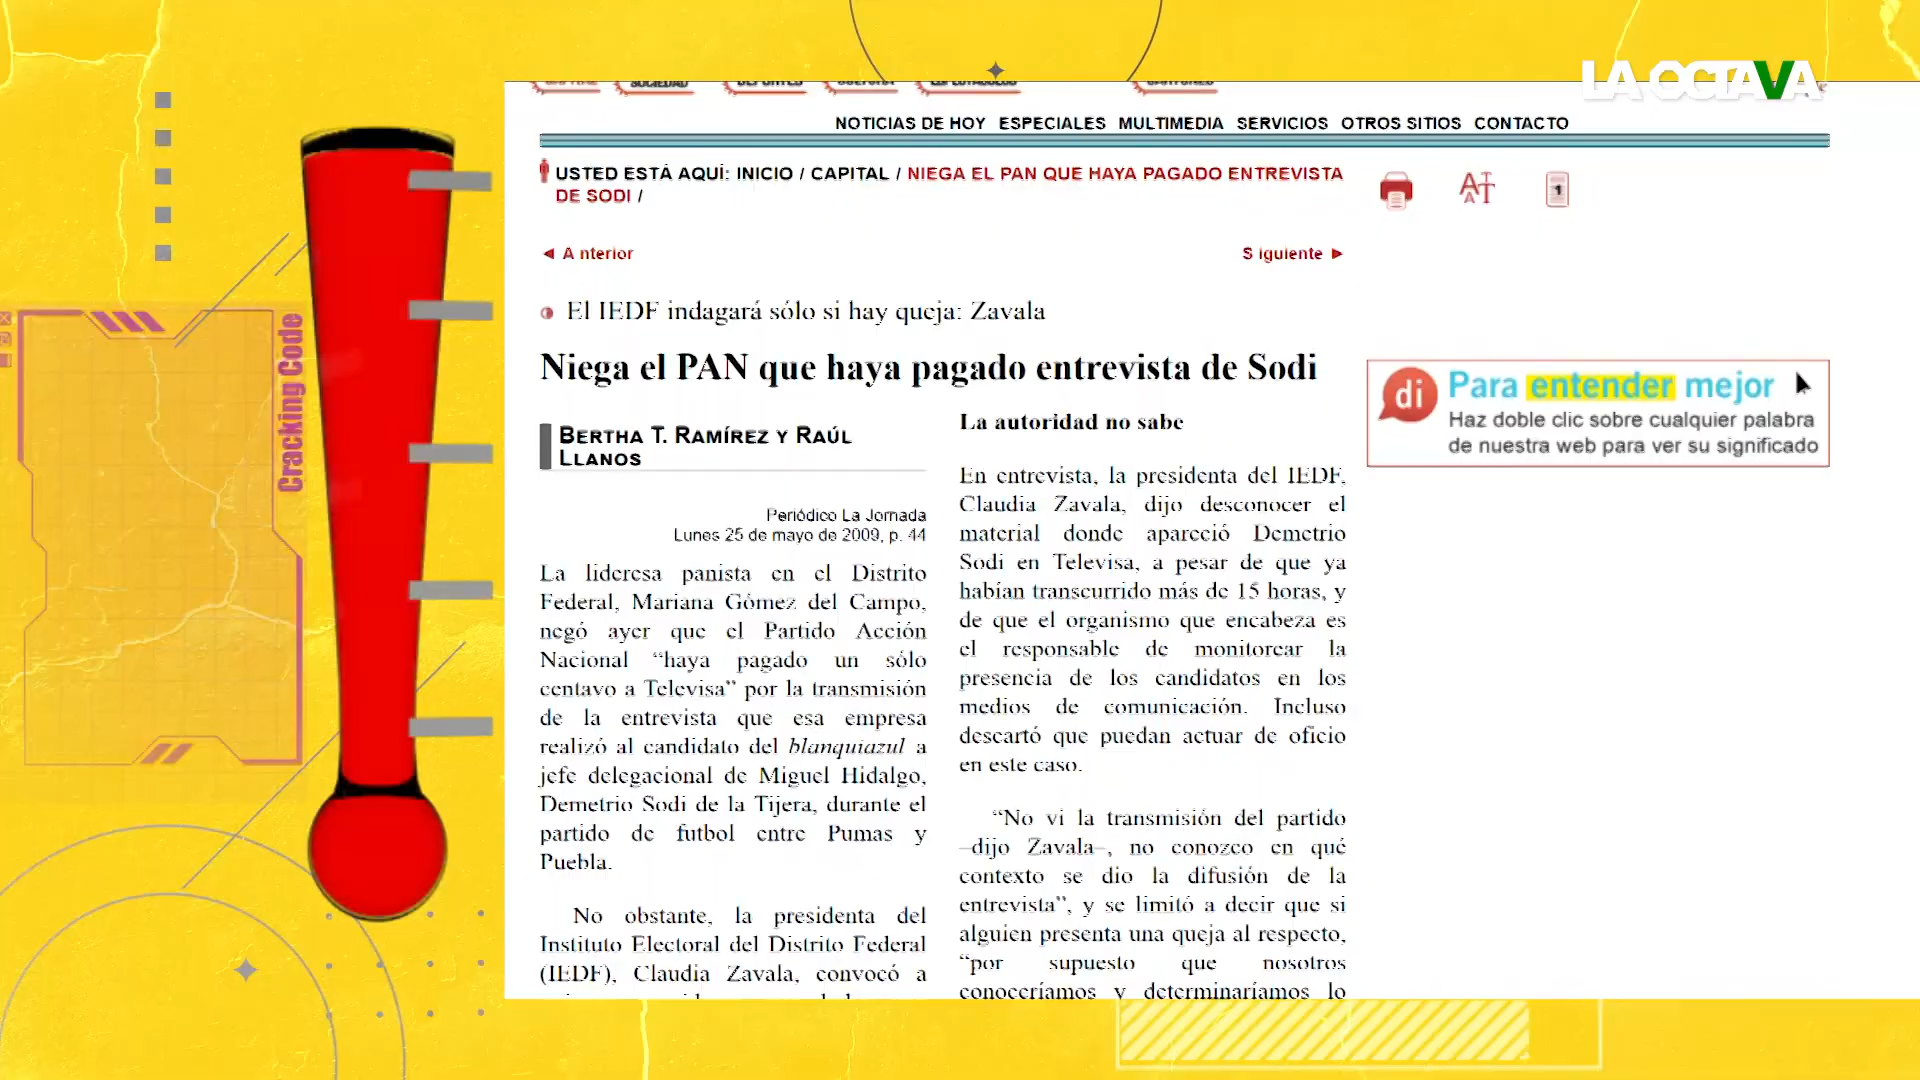 LA OCTAVA
SOCIEDAD
NOTICIAS DE HOY ESPECIALES MULTIMEDIA SERVICIOS OTROS SITIOS CONTACTO
USTED ESTÁ AQUÍ: INICIO / CAPITAL / NIEGA EL PAN QUE HAYA PAGADO ENTREVISTA
DE SODI /
1
◄ A nterior
S iguiente ►
El IEDF indagará sólo si hay queja: Zavala
Niega el PAN que haya pagado entrevista de Sodi
BERTHA T. RAMÍREZ Y RAÚL
LLANOS
Periódico La Jornada
Lunes 25 de mayo de 2009, p. 44
La lideresa panista en el Distrito
Federal, Mariana Gómez del Campo,
negó ayer que el Partido Acción
Nacional “haya pagado un sólo
centavo a Televisa” por la transmisión
de la entrevista que esa empresa
realizó al candidato del blanquiazul a
jefe delegacional de Miguel Hidalgo,
Demetrio Sodi de la Tijera, durante el
partido de futbol entre Pumas y
Puebla.
No obstante, la presidenta del
Instituto Electoral del Distrito Federal
(IEDF), Claudia Zavala, convocó a
La autoridad no sabe
En entrevista, la presidenta del IEDF,
Claudia Zavala, dijo desconocer el
material donde apareció Demetrio
Sodi en Televisa, a pesar de que ya
habían transcurrido más de 15 horas, y
de que el organismo que encabeza es
el responsable de monitorear la
presencia de los candidatos en los
medios de comunicación. Incluso
descartó que puedan actuar de oficio
en este caso.
“No vi la transmisión del partido
–dijo Zavala–, no conozco en qué
contexto se dio la difusión de la
entrevista”, y se limitó a decir que si
alguien presenta una queja al respecto,
“por supuesto que nosotros
conoceríamos y determinaríamos lo
di Para entender mejor
Haz doble clic sobre cualquier palabra
de nuestra web para ver su significado
Cracking Code